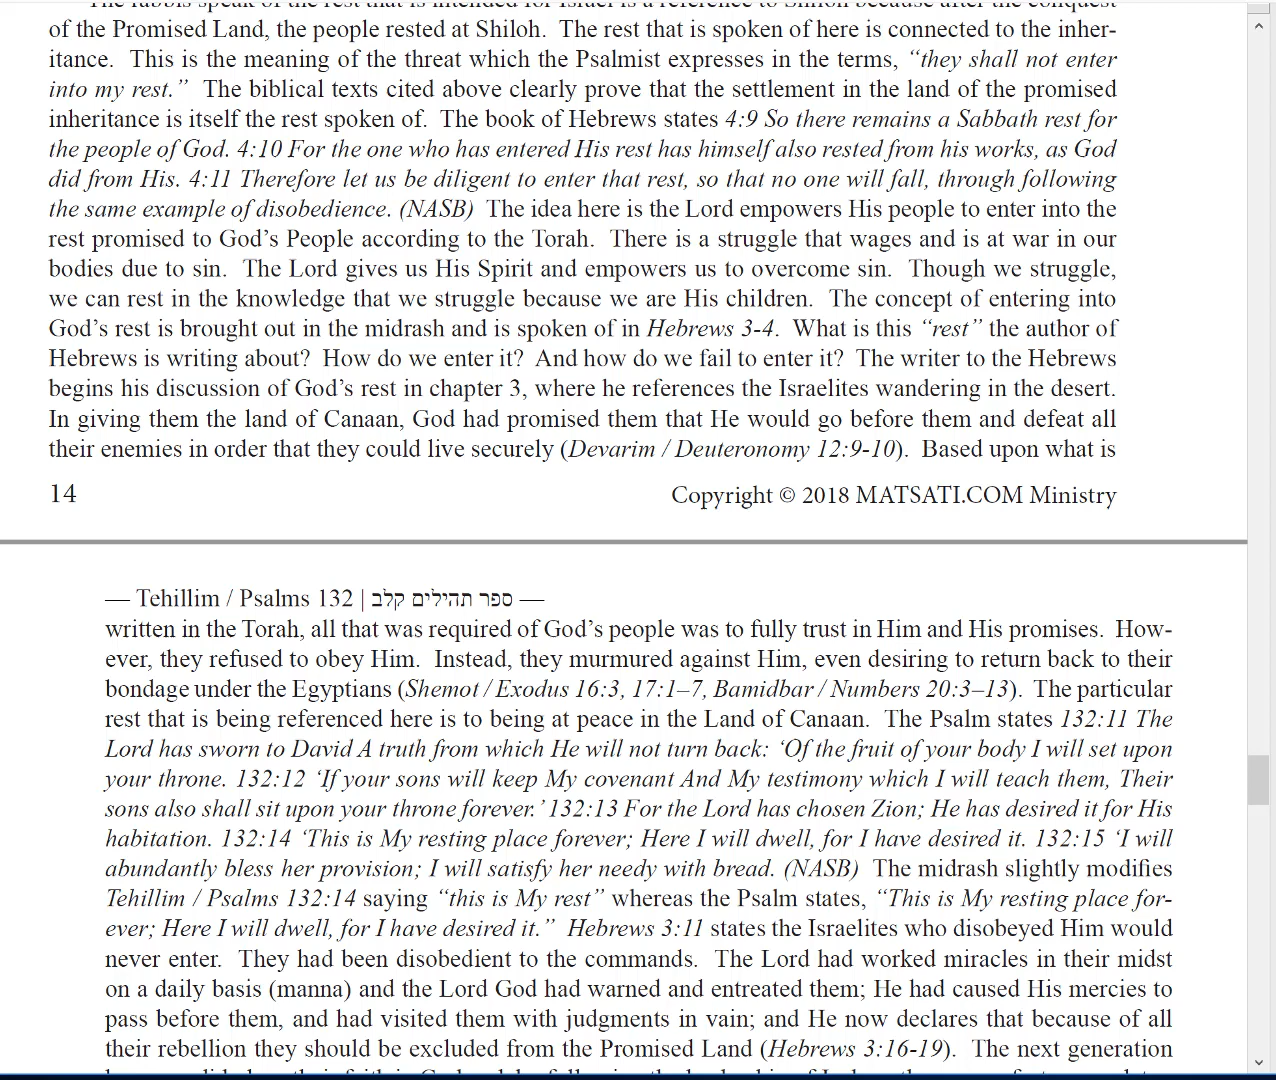 The rabbis speak of the rest that is intended for Israel is a reference to Shiloh because after the conquest
of the Promised Land, the people rested at Shiloh.  The rest that is spoken of here is connected to the inher-
itance.  This is the meaning of the threat which the Psalmist expresses in the terms, “they shall not enter
into my rest.”  The biblical texts cited above clearly prove that the settlement in the land of the promised
inheritance is itself the rest spoken of.  The book of Hebrews states 4:9 So there remains a Sabbath rest for
the people of God. 4:10 For the one who has entered His rest has himself also rested from his works, as God
did from His. 4:11 Therefore let us be diligent to enter that rest, so that no one will fall, through following
the same example of disobedience. (NASB)  The idea here is the Lord empowers His people to enter into the
rest promised to God’s People according to the Torah.  There is a struggle that wages and is at war in our
bodies due to sin.  The Lord gives us His Spirit and empowers us to overcome sin.  Though we struggle,
we can rest in the knowledge that we struggle because we are His children.  The concept of entering into
God’s rest is brought out in the midrash and is spoken of in Hebrews 3-4.  What is this “rest” the author of
Hebrews is writing about?  How do we enter it?  And how do we fail to enter it?  The writer to the Hebrews
begins his discussion of God’s rest in chapter 3, where he references the Israelites wandering in the desert.
In giving them the land of Canaan, God had promised them that He would go before them and defeat all
their enemies in order that they could live securely (Devarim / Deuteronomy 12:9-10).  Based upon what is
14 Copyright © 2018 MATSATI.COM Ministry
— Tehillim / Psalms 132 | ספר תהילים קלב —
written in the Torah, all that was required of God’s people was to fully trust in Him and His promises.  How-
ever, they refused to obey Him.  Instead, they murmured against Him, even desiring to return back to their
bondage under the Egyptians (Shemot / Exodus 16:3, 17:1–7, Bamidbar / Numbers 20:3–13).  The particular
rest that is being referenced here is to being at peace in the Land of Canaan.  The Psalm states 132:11 The
Lord has sworn to David A truth from which He will not turn back: ‘Of the fruit of your body I will set upon
your throne. 132:12 ‘If your sons will keep My covenant And My testimony which I will teach them, Their
sons also shall sit upon your throne forever.’ 132:13 For the Lord has chosen Zion; He has desired it for His
habitation. 132:14 ‘This is My resting place forever; Here I will dwell, for I have desired it. 132:15 ‘I will
abundantly bless her provision; I will satisfy her needy with bread. (NASB)  The midrash slightly modifies
Tehillim / Psalms 132:14 saying “this is My rest” whereas the Psalm states, “This is My resting place for-
ever; Here I will dwell, for I have desired it.”  Hebrews 3:11 states the Israelites who disobeyed Him would
never enter.  They had been disobedient to the commands.  The Lord had worked miracles in their midst
on a daily basis (manna) and the Lord God had warned and entreated them; He had caused His mercies to
pass before them, and had visited them with judgments in vain; and He now declares that because of all
their rebellion they should be excluded from the Promised Land (Hebrews 3:16-19).  The next generation